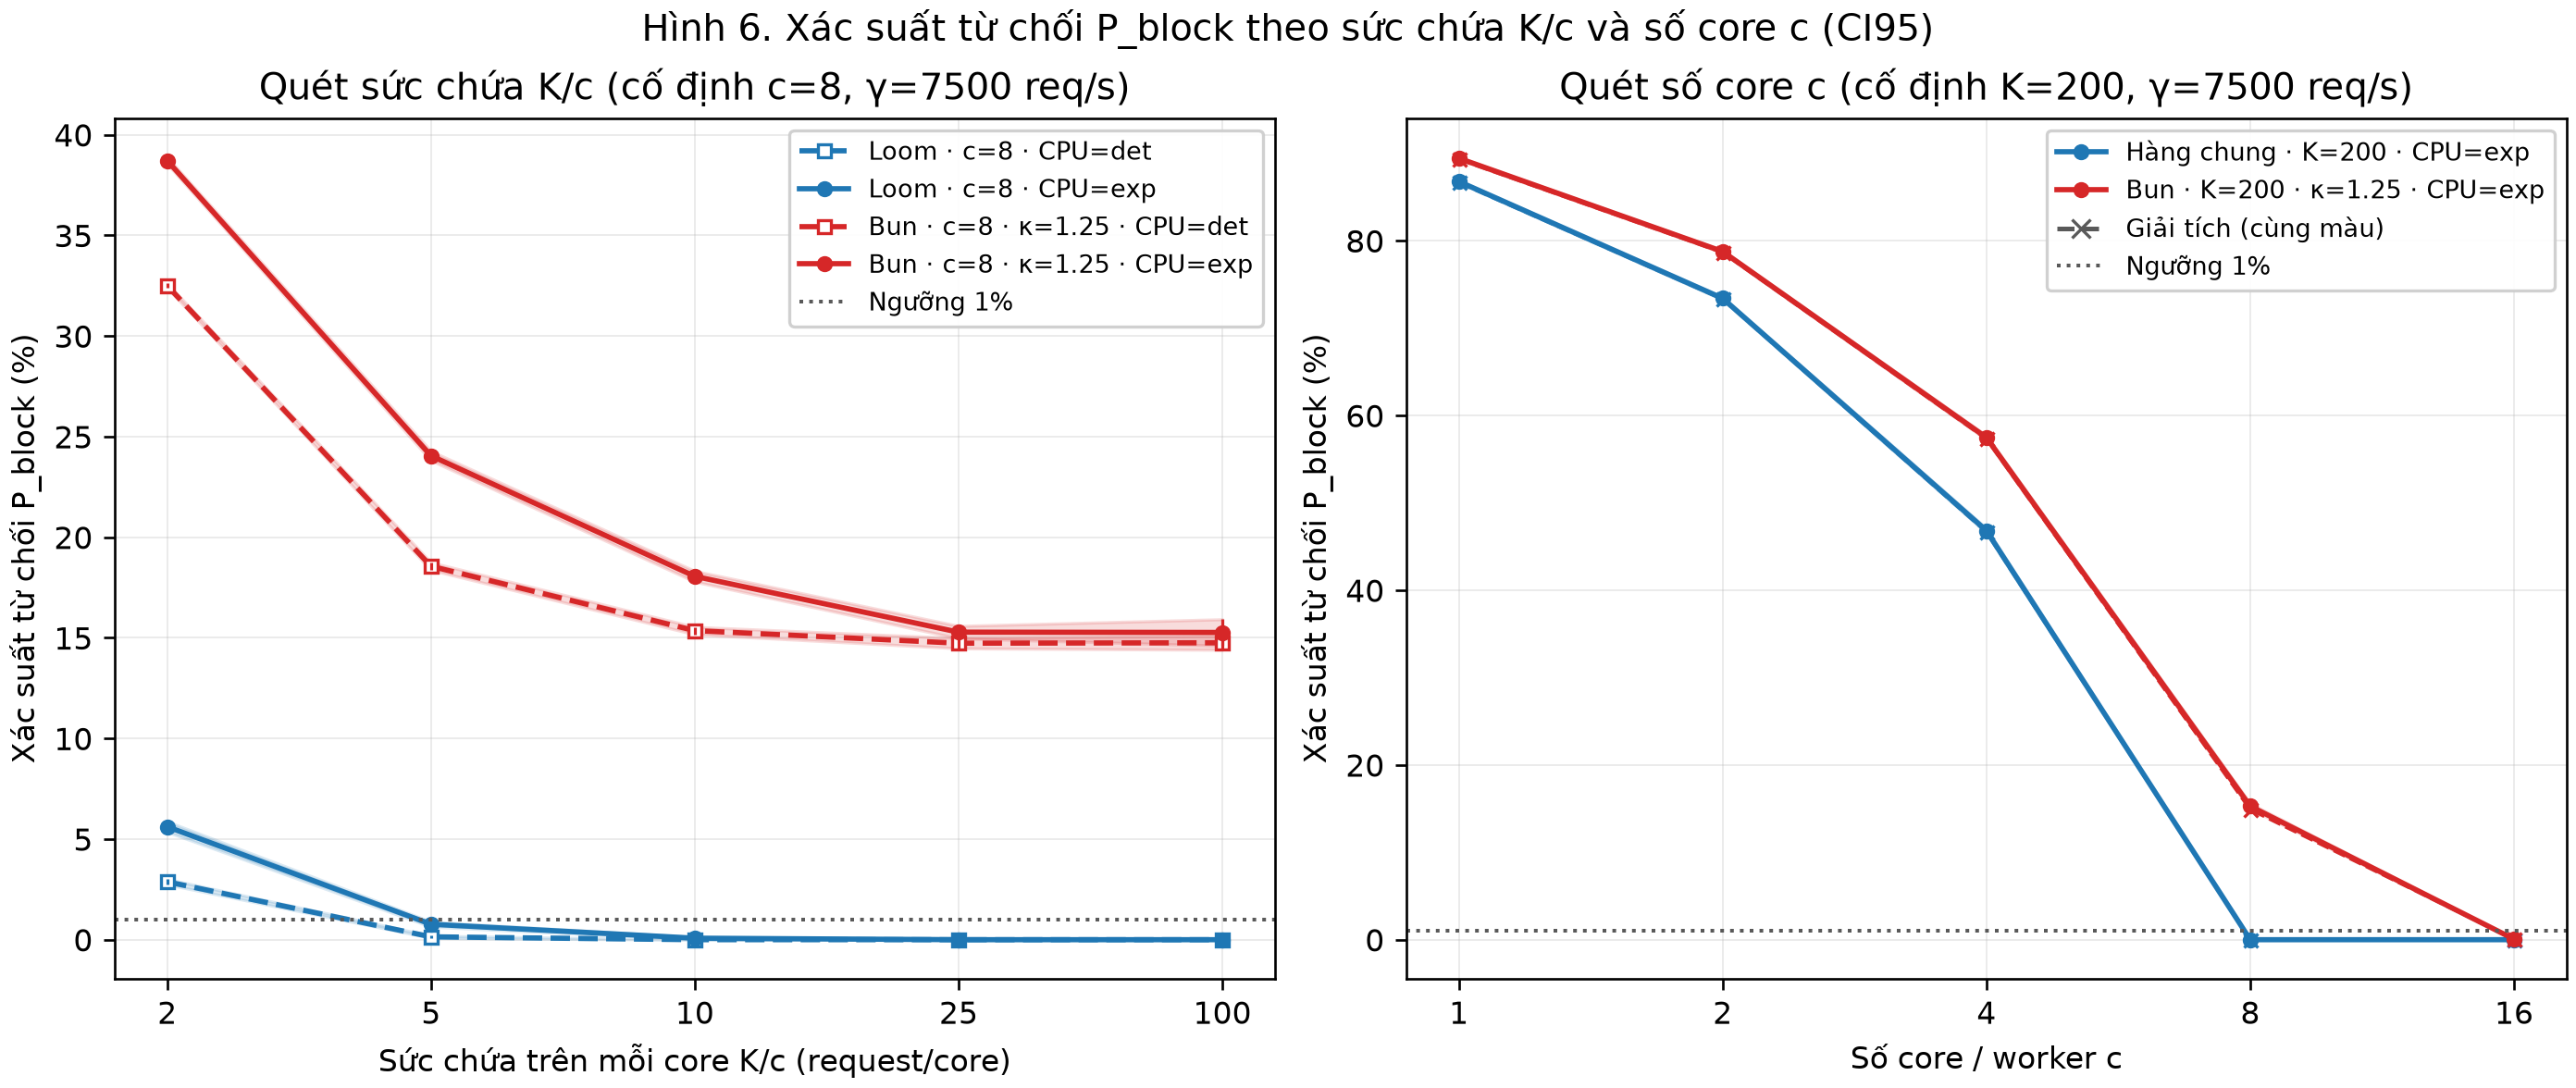 Hình 6. Xác suất từ chối P_block theo sức chứa K/c và số core c (CI95)
Quét sức chứa K/c (cố định c=8, γ=7500 req/s)
Xác suất từ chối P_block (%)
40
35
30
25
20
15
10
5
0
Loom · c=8 · CPU=det
Loom · c=8 · CPU=exp
Bun · c=8 · κ=1.25 · CPU=det
Bun · c=8 · κ=1.25 · CPU=exp
Ngưỡng 1%
2 5 10 25 100
Sức chứa trên mỗi core K/c (request/core)
Quét số core c (cố định K=200, γ=7500 req/s)
Xác suất từ chối P_block (%)
80
60
40
20
0
Hàng chung · K=200 · CPU=exp
Bun · K=200 · κ=1.25 · CPU=exp
Giải tích (cùng màu)
Ngưỡng 1%
1 2 4 8 16
Số core / worker c